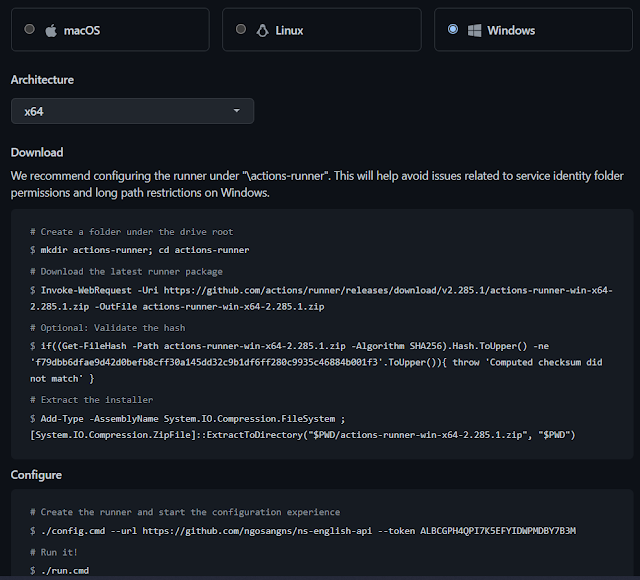 macOS
Linux
Windows
Architecture
x64
Download
We recommend configuring the runner under "\actions-runner". This will help avoid issues related to service identity folder
permissions and long path restrictions on Windows.
# Create a folder under the drive root
$ mkdir actions-runner; cd actions-runner
# Download the latest runner package
$ Invoke-WebRequest -Uri https://github.com/actions/runner/releases/download/v2.285.1/actions-runner-win-x64-
2.285.1.zip -OutFile actions-runner-win-x64-2.285.1.zip
# Optional: Validate the hash
$ if((Get-FileHash -Path actions-runner-win-x64-2.285.1.zip -Algorithm SHA256).Hash.ToUpper() -ne
'f79dbb6dfae9d42d0befb8cff30a145dd32c9b1df6ff280c9935c46884b001f3'.ToUpper()){ throw 'Computed checksum did
not match' }
# Extract the installer
$ Add-Type -AssemblyName System.IO.Compression.FileSystem ;
[System.IO.Compression.ZipFile]::ExtractToDirectory("$PWD/actions-runner-win-x64-2.285.1.zip", "$PWD")
Configure
# Create the runner and start the configuration experience
$ ./config.cmd --url https://github.com/ngosangns/ns-english-api --token ALBCGPH4QPI7K5EFYIDWPMDBY7B3M
# Run it!
$ ./run.cmd